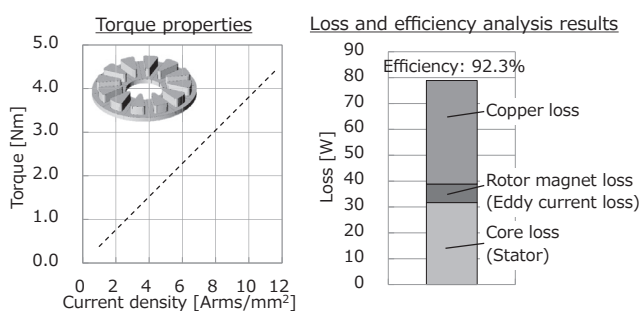 Torque properties
5.0
4.0
3.0
2.0
1.0
0.0
Torque [Nm]
0 2 4 6 8 10 12
Current density [Arms/mm²]
Loss and efficiency analysis results
90
80
70
60
50
40
30
20
10
0
Loss [W]
Efficiency: 92.3%
Copper loss
Rotor magnet loss
(Eddy current loss)
Core loss
(Stator)